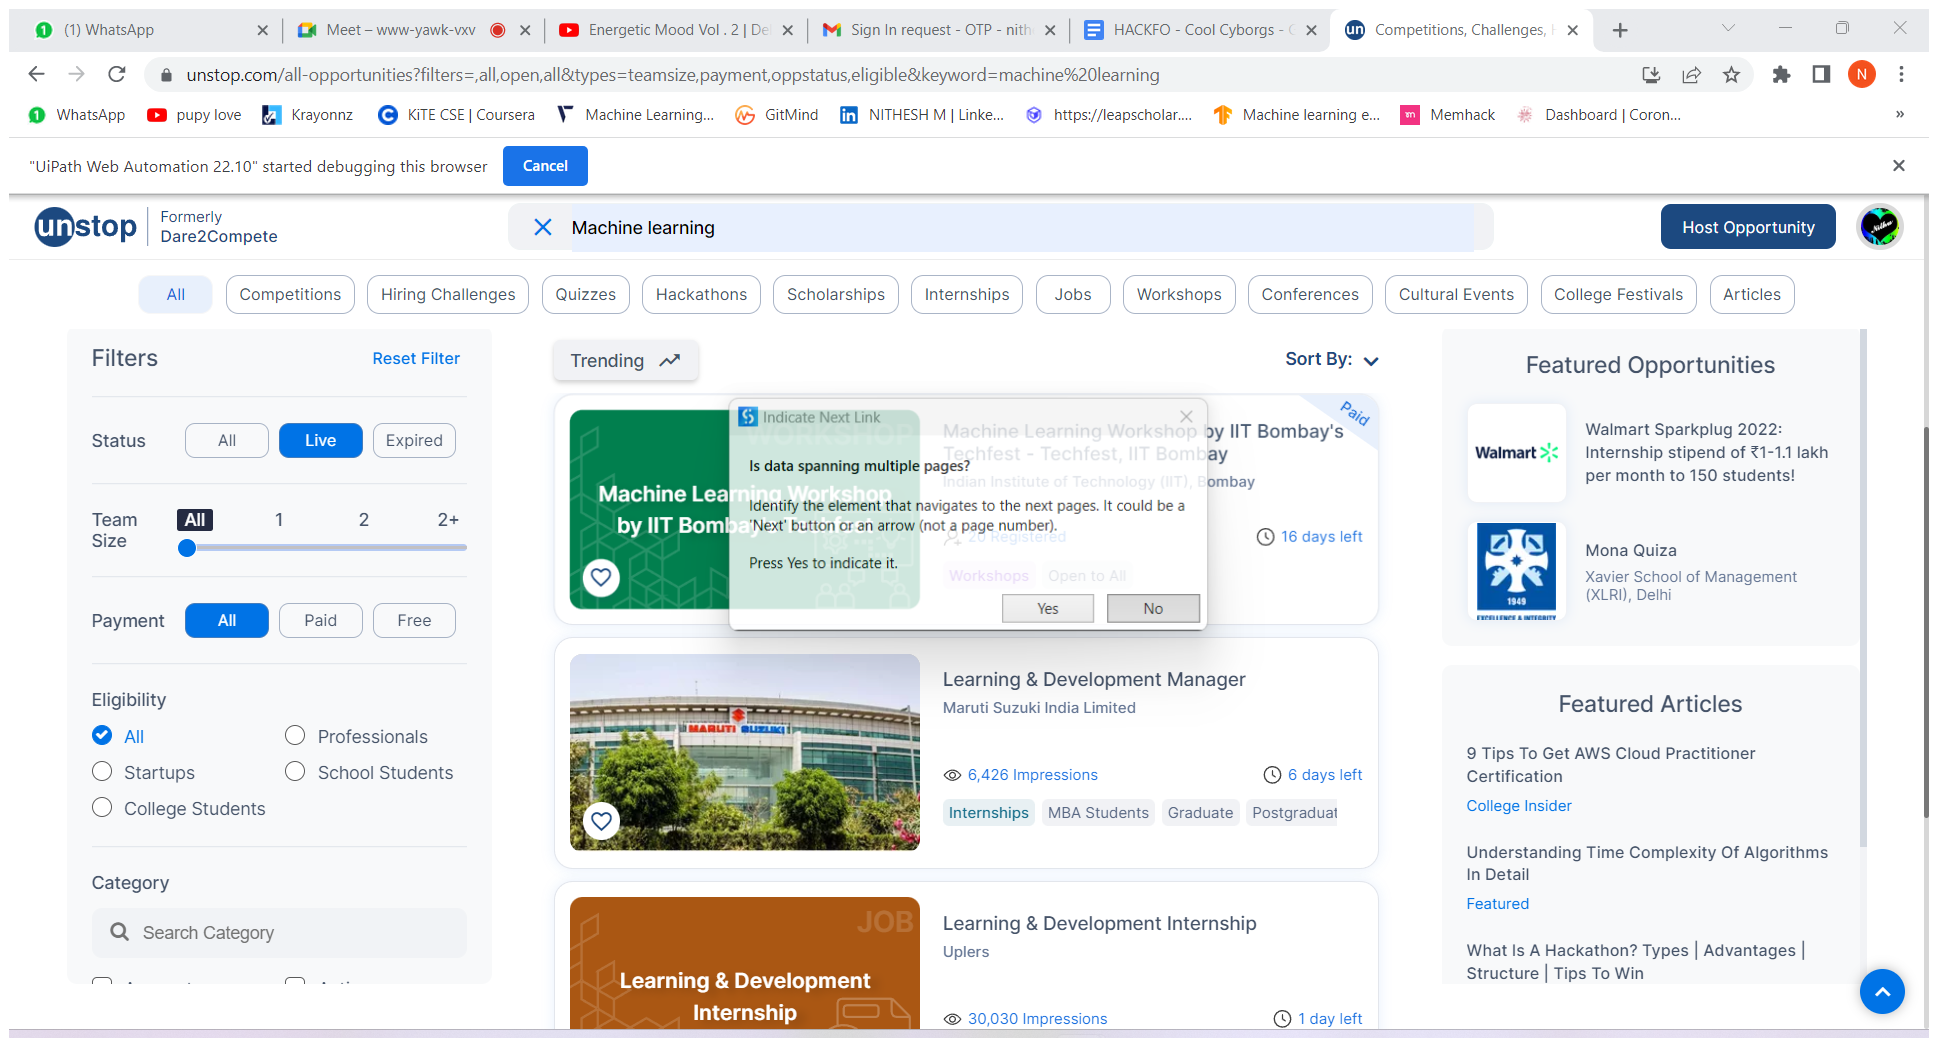 (1) WhatsApp
Meet – www-yawk-vxv
Energetic Mood Vol . 2 | De
Sign In request - OTP - nith
HACKFO - Cool Cyborgs - G
Competitions, Challenges, H
unstop.com/all-opportunities?filters=,all,open,all&types=teamsize,payment,oppstatus,eligible&keyword=machine%20learning
N
WhatsApp
pupy love
Krayonnz
KiTE CSE | Coursera
Machine Learning...
GitMind
NITHESH M | Linke...
https://leapscholar....
Machine learning e...
Memhack
Dashboard | Coron...
»
"UiPath Web Automation 22.10" started debugging this browser
Cancel
unstop
Formerly
Dare2Compete
Machine learning
Host Opportunity
All
Competitions
Hiring Challenges
Quizzes
Hackathons
Scholarships
Internships
Jobs
Workshops
Conferences
Cultural Events
College Festivals
Articles
Filters
Reset Filter
Status
All
Live
Expired
Team
Size
All
1
2
2+
Payment
All
Paid
Free
Eligibility
All
Professionals
Startups
School Students
College Students
Category
Search Category
Trending
Sort By:
WORKSHOP
Machine Learning Workshop
by IIT Bombay's Techfest
Machine Learning Workshop by IIT Bombay's
Techfest - Techfest, IIT Bombay
Indian Institute of Technology (IIT), Bombay
20 Registered
16 days left
Workshops
Open to All
Paid
Indicate Next Link
Is data spanning multiple pages?
Identify the element that navigates to the next pages. It could be a
'Next' button or an arrow (not a page number).
Press Yes to indicate it.
Yes
No
MARUTI SUZUKI
Learning & Development Manager
Maruti Suzuki India Limited
6,426 Impressions
6 days left
Internships
MBA Students
Graduate
Postgraduat
JOB
Learning & Development
Internship
Learning & Development Internship
Uplers
30,030 Impressions
1 day left
Featured Opportunities
Walmart
Walmart Sparkplug 2022:
Internship stipend of ₹1-1.1 lakh
per month to 150 students!
1949
EXCELLENCE & INTEGRITY
Mona Quiza
Xavier School of Management
(XLRI), Delhi
Featured Articles
9 Tips To Get AWS Cloud Practitioner
Certification
College Insider
Understanding Time Complexity Of Algorithms
In Detail
Featured
What Is A Hackathon? Types | Advantages |
Structure | Tips To Win